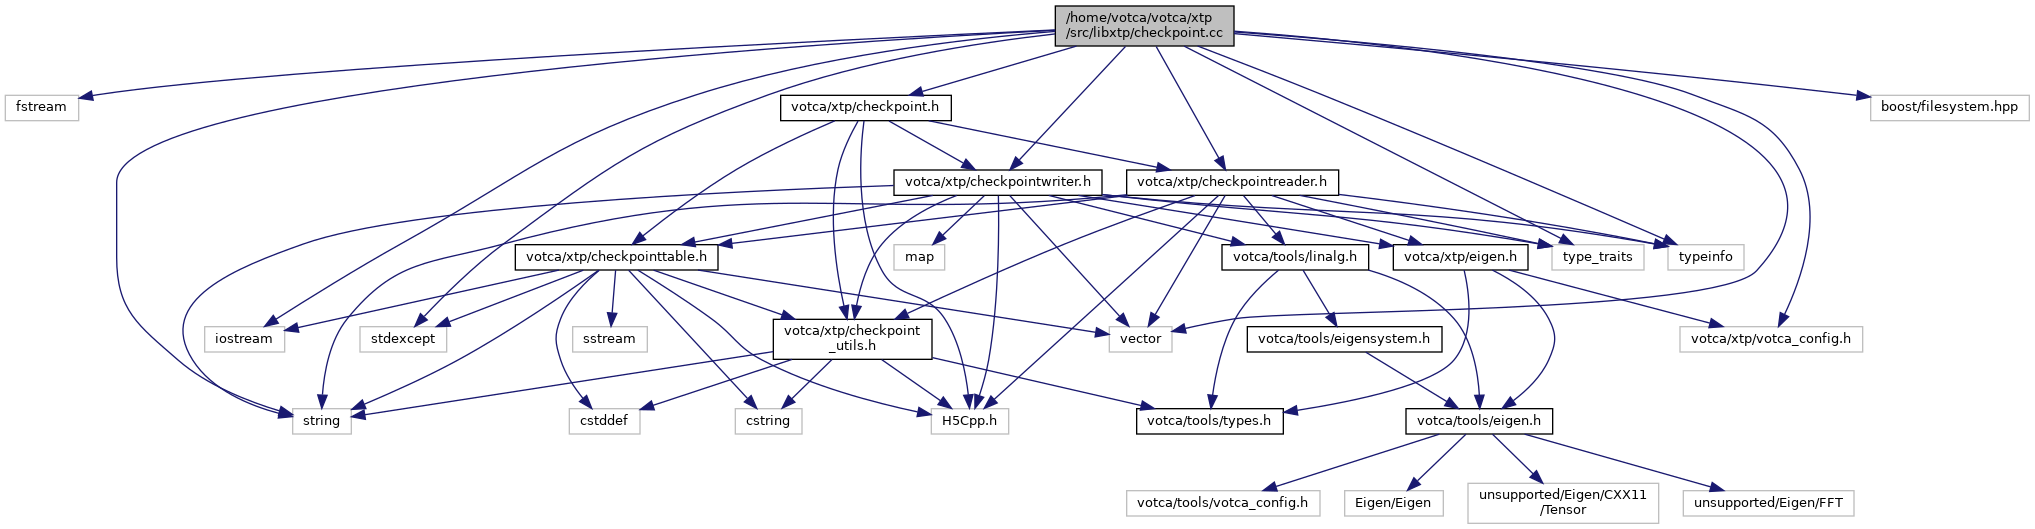 /home/votca/votca/xtp
/src/libxtp/checkpoint.cc
fstream
votca/xtp/checkpoint.h
boost/filesystem.hpp
votca/xtp/checkpointwriter.h
votca/xtp/checkpointreader.h
votca/xtp/checkpointtable.h
map
votca/tools/linalg.h
votca/xtp/eigen.h
type_traits
typeinfo
iostream
stdexcept
sstream
votca/xtp/checkpoint
_utils.h
vector
votca/tools/eigensystem.h
votca/xtp/votca_config.h
string
cstddef
cstring
H5Cpp.h
votca/tools/types.h
votca/tools/eigen.h
votca/tools/votca_config.h
Eigen/Eigen
unsupported/Eigen/CXX11
/Tensor
unsupported/Eigen/FFT